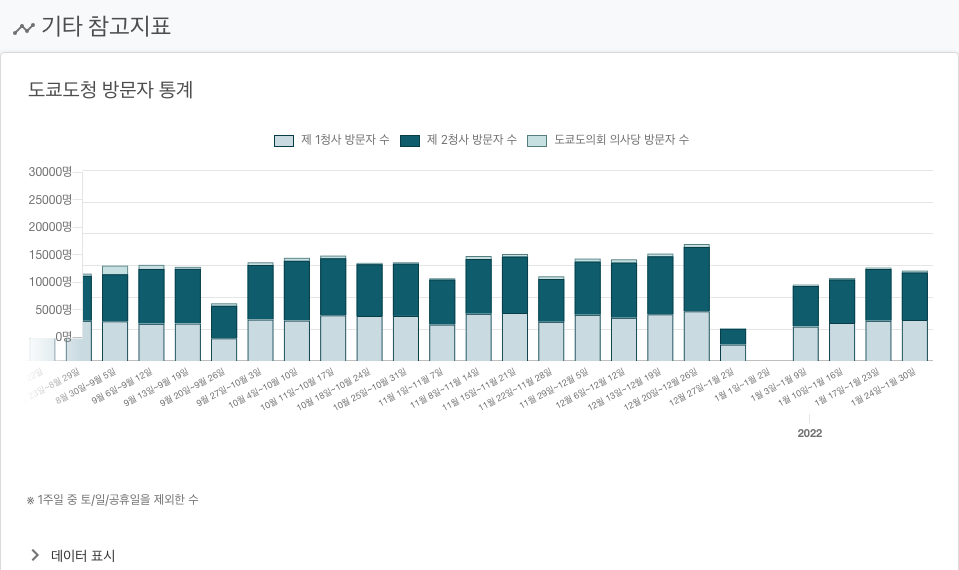 기타 참고지표
도쿄도청 방문자 통계
제 1청사 방문자 수 제 2청사 방문자 수 도쿄도의회 의사당 방문자 수
30000명
25000명
20000명
15000명
10000명
5000명
0명
23일~8월 29일
8월 30일~9월 5일
9월 6일~9월 12일
9월 13일~9월 19일
9월 20일~9월 26일
9월 27일~10월 3일
10월 4일~10월 10일
10월 11일~10월 17일
10월 18일~10월 24일
10월 25일~10월 31일
11월 1일~11월 7일
11월 8일~11월 14일
11월 15일~11월 21일
11월 22일~11월 28일
11월 29일~12월 5일
12월 6일~12월 12일
12월 13일~12월 19일
12월 20일~12월 26일
12월 27일~1월 2일
1월 1일~1월 2일
1월 3일~1월 9일
1월 10일~1월 16일
1월 17일~1월 23일
1월 24일~1월 30일
2022
※ 1주일 중 토/일/공휴일을 제외한 수
데이터 표시